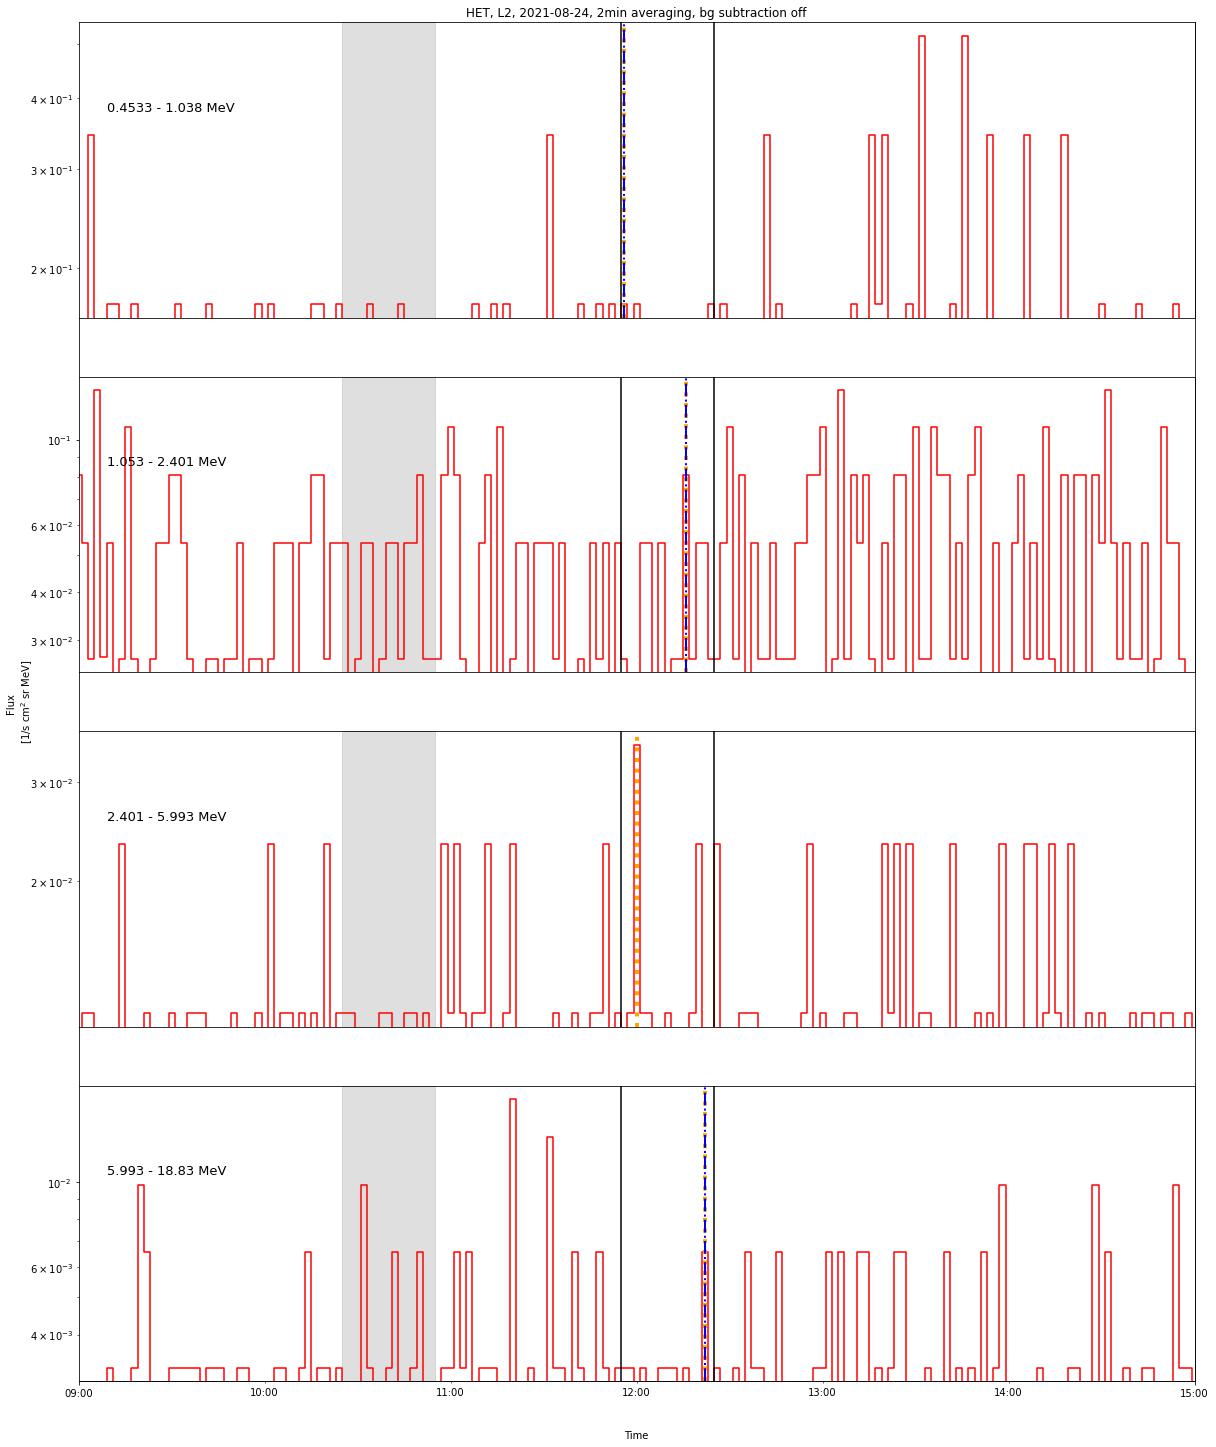 HET, L2, 2021-08-24, 2min averaging, bg subtraction off
4 × 10⁻¹
3 × 10⁻¹
2 × 10⁻¹
0.4533 - 1.038 MeV
10⁻¹
6 × 10⁻²
4 × 10⁻²
3 × 10⁻²
1.053 - 2.401 MeV
Flux
[1/s cm² sr MeV]
3 × 10⁻²
2 × 10⁻²
2.401 - 5.993 MeV
10⁻²
6 × 10⁻³
4 × 10⁻³
5.993 - 18.83 MeV
09:00 10:00 11:00 12:00 13:00 14:00 15:00
Time